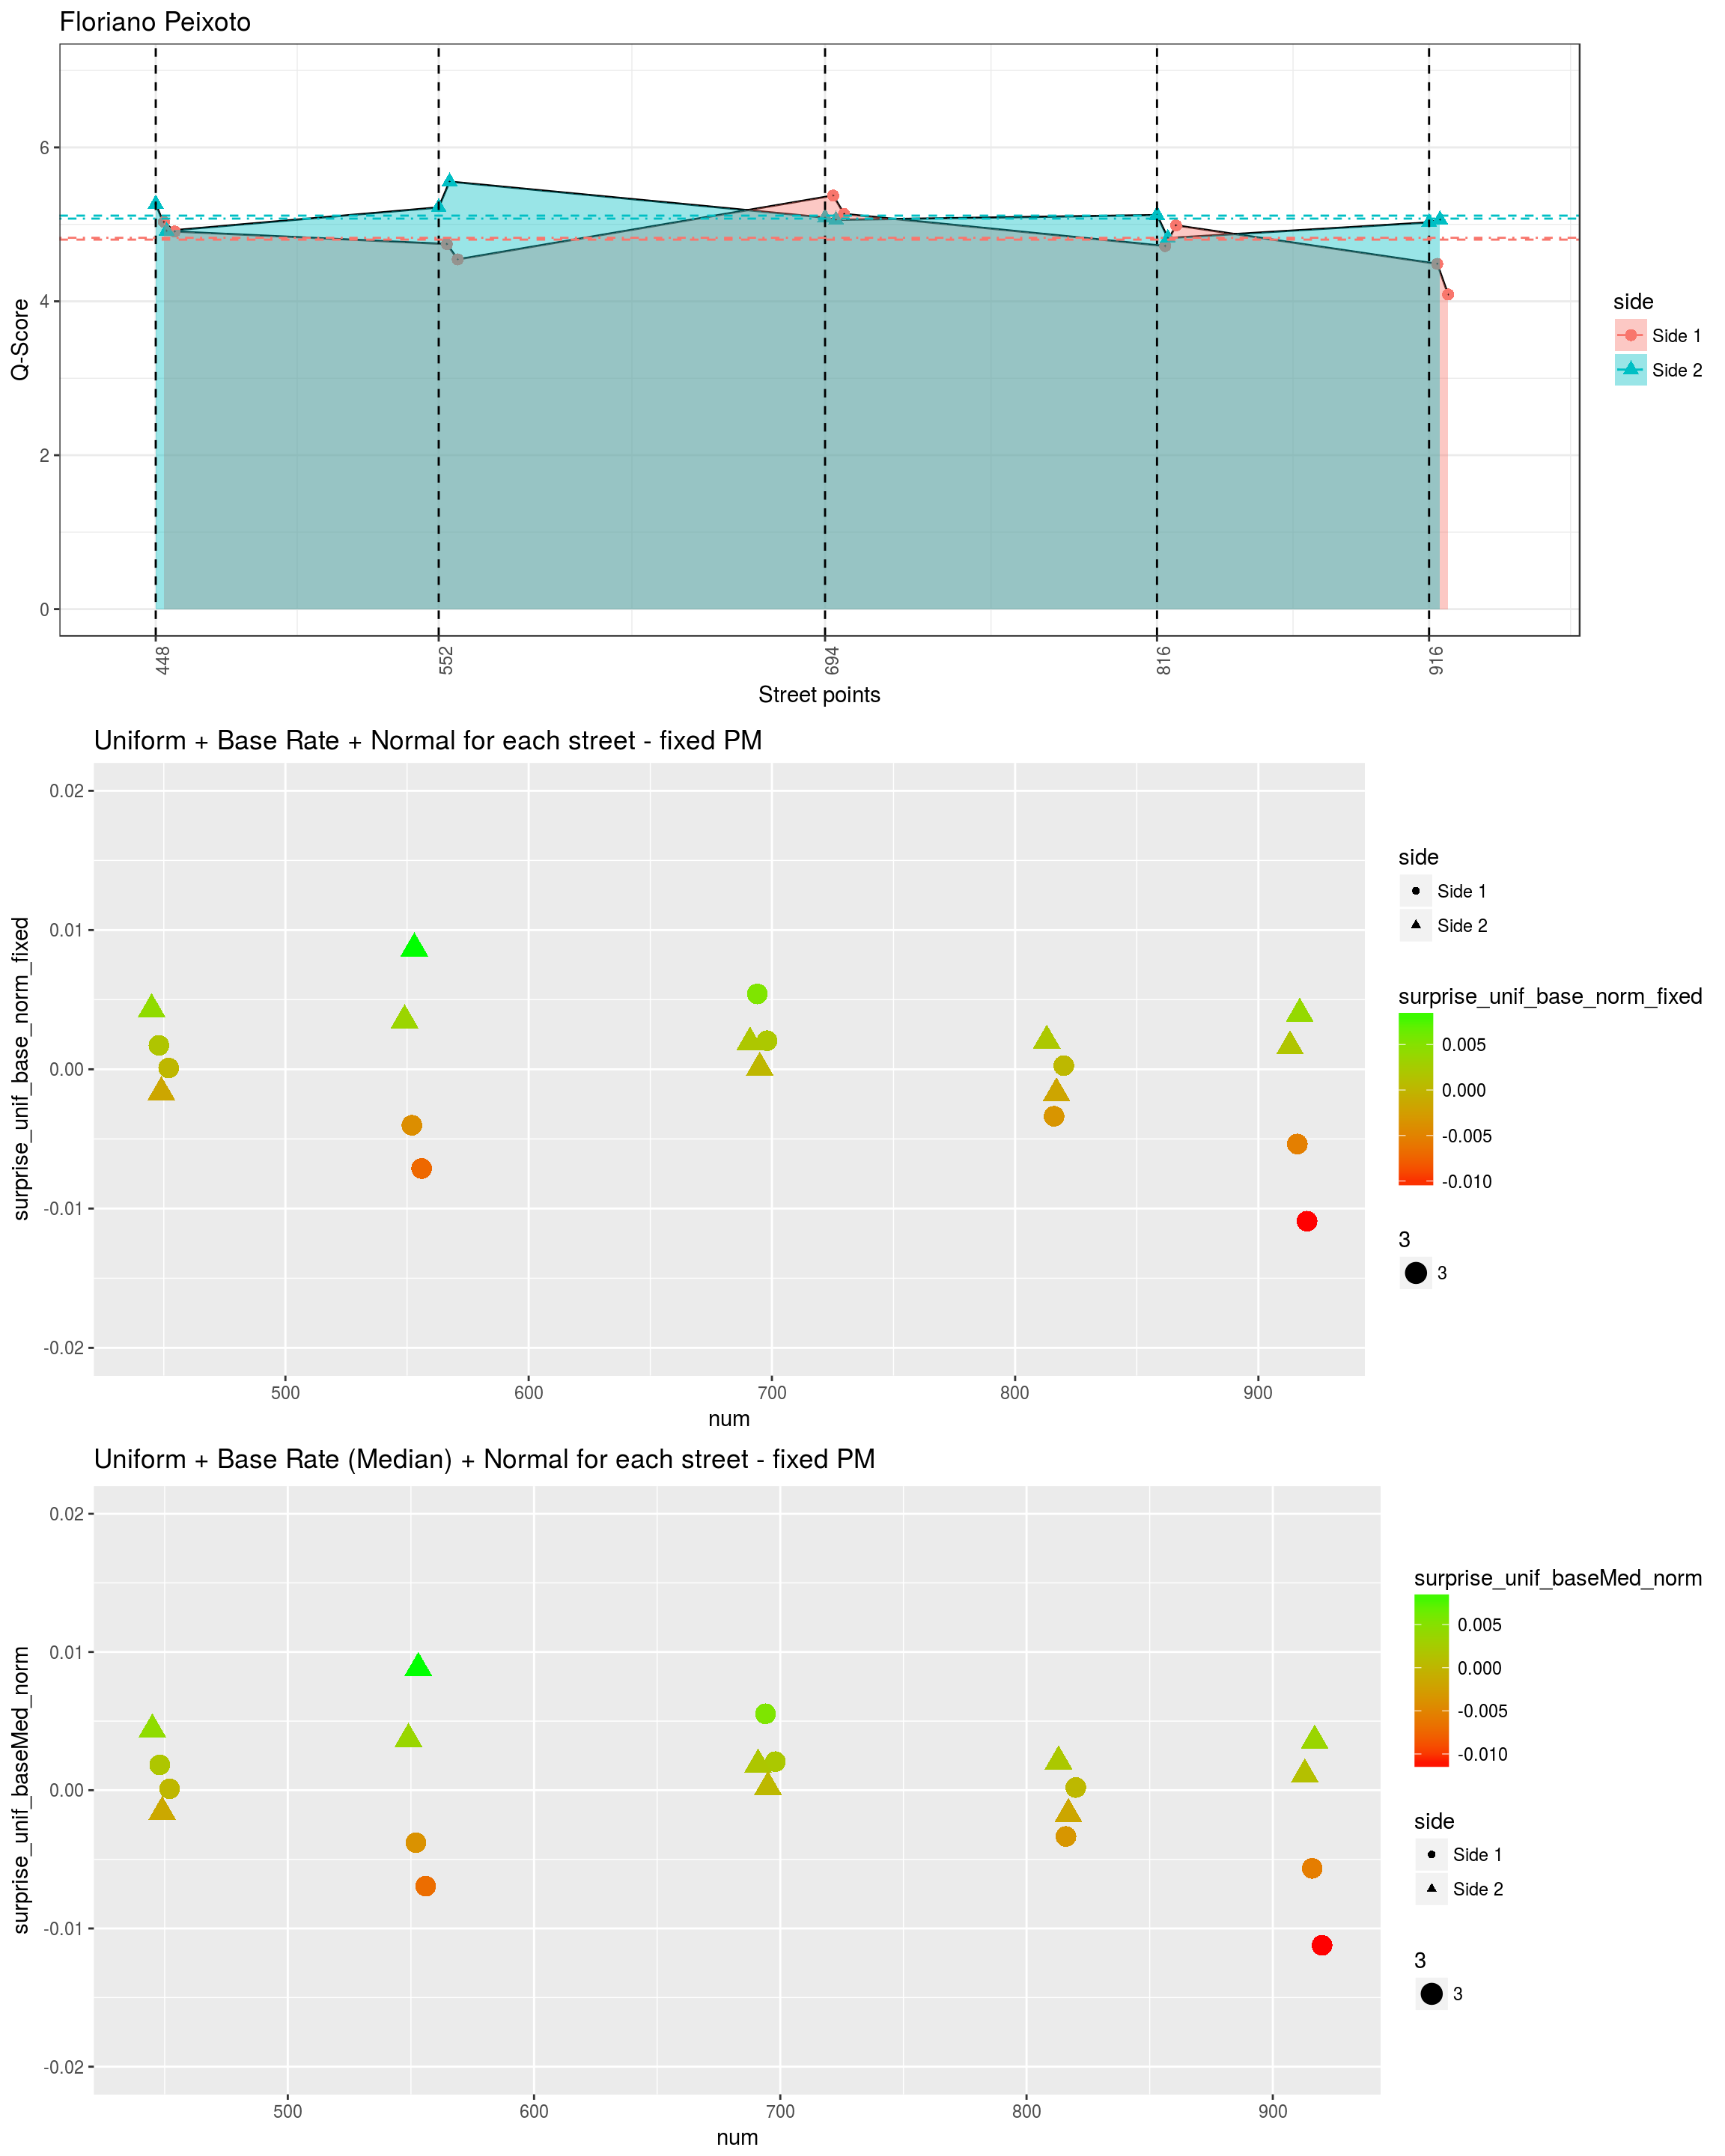 Floriano Peixoto
6
4
2
0
Q-Score
448
552
694
816
916
Street points
side
Side 1
Side 2
Uniform + Base Rate + Normal for each street - fixed PM
0.02
0.01
0.00
-0.01
-0.02
surprise_unif_base_norm_fixed
500
600
700
800
900
num
side
Side 1
Side 2
surprise_unif_base_norm_fixed
0.005
0.000
-0.005
-0.010
3
3
Uniform + Base Rate (Median) + Normal for each street - fixed PM
0.02
0.01
0.00
-0.01
-0.02
surprise_unif_baseMed_norm
500
600
700
800
900
num
surprise_unif_baseMed_norm
0.005
0.000
-0.005
-0.010
side
Side 1
Side 2
3
3